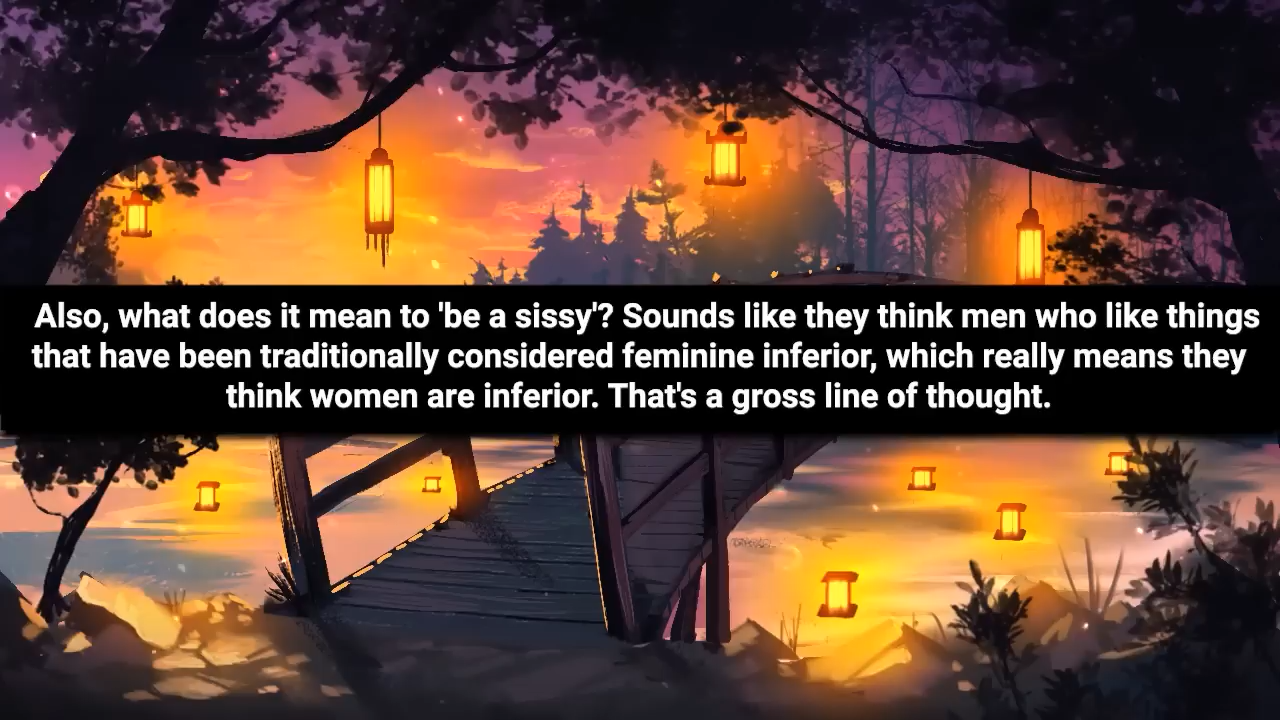 Also, what does it mean to 'be a sissy'? Sounds like they think men who like things
that have been traditionally considered feminine inferior, which really means they
think women are inferior. That's a gross line of thought.